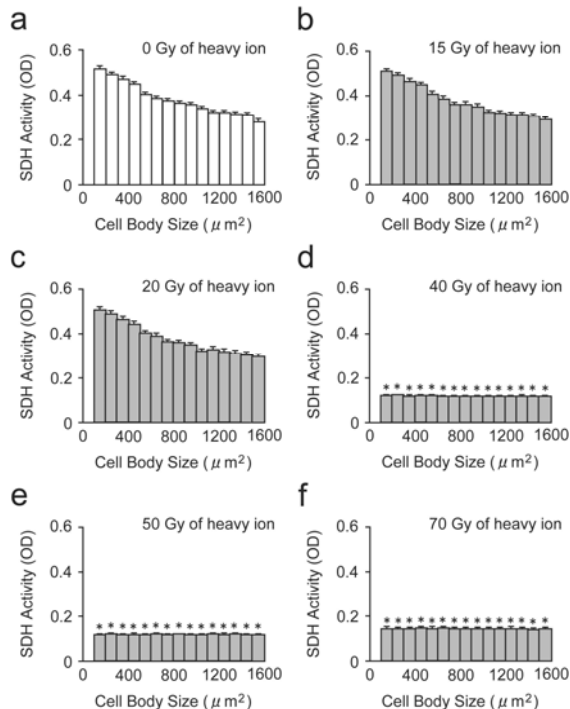 a
0 Gy of heavy ion
SDH Activity (OD)
0.6
0.4
0.2
0
0 400 800 1200 1600
Cell Body Size ( μ m²)
b
15 Gy of heavy ion
SDH Activity (OD)
0.6
0.4
0.2
0
0 400 800 1200 1600
Cell Body Size ( μ m²)
c
20 Gy of heavy ion
SDH Activity (OD)
0.6
0.4
0.2
0
0 400 800 1200 1600
Cell Body Size ( μ m²)
d
40 Gy of heavy ion
SDH Activity (OD)
0.6
0.4
0.2
0
* * * * * * * * * * * * * * *
0 400 800 1200 1600
Cell Body Size ( μ m²)
e
50 Gy of heavy ion
SDH Activity (OD)
0.6
0.4
0.2
0
* * * * * * * * * * * * * * *
0 400 800 1200 1600
Cell Body Size ( μ m²)
f
70 Gy of heavy ion
SDH Activity (OD)
0.6
0.4
0.2
0
* * * * * * * * * * * * * * *
0 400 800 1200 1600
Cell Body Size ( μ m²)